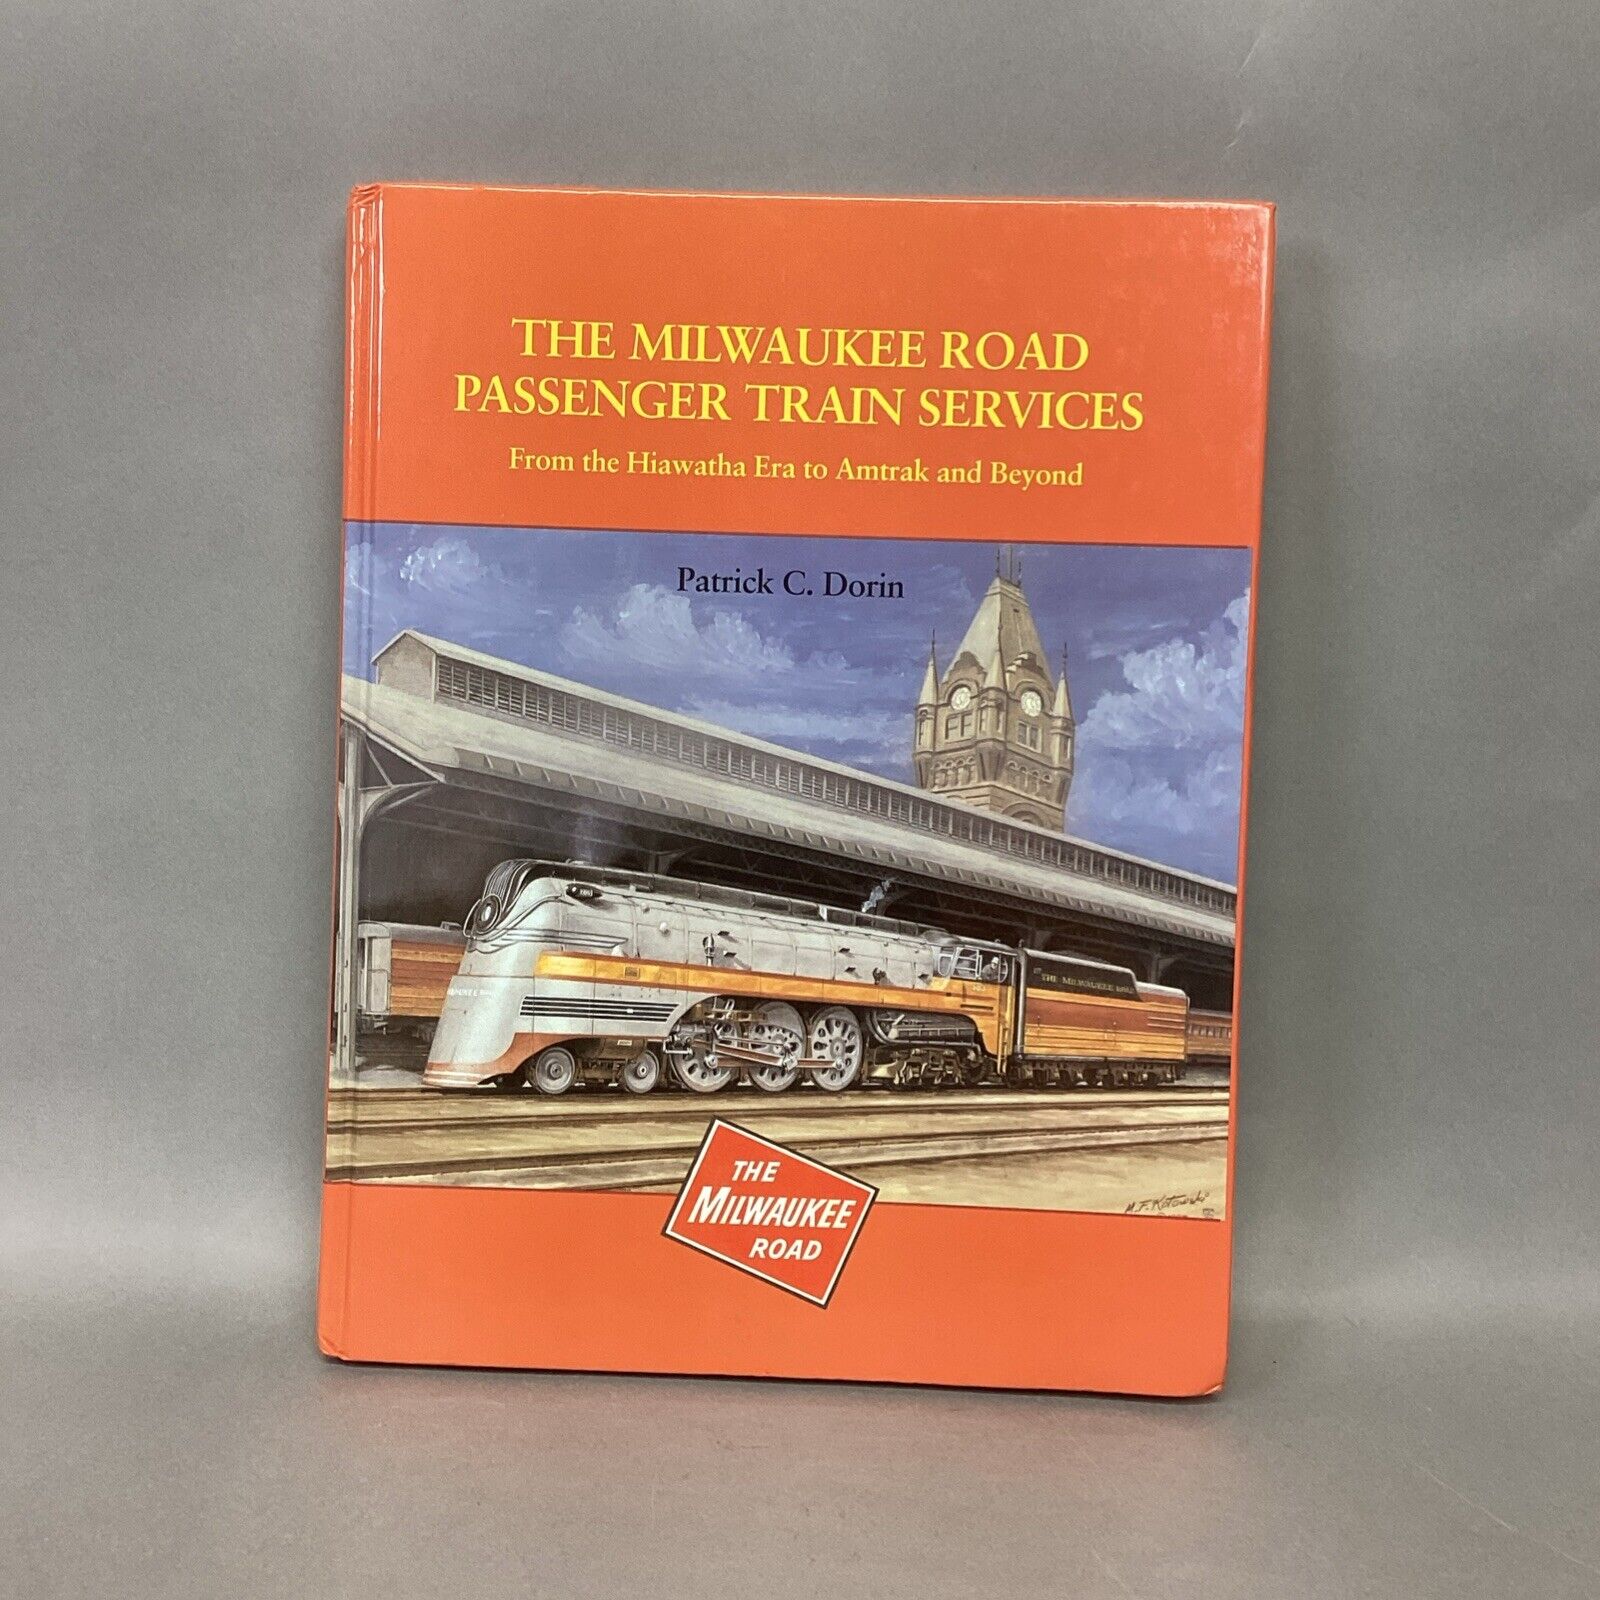 THE MILWAUKEE ROAD
PASSENGER TRAIN SERVICES
From the Hiawatha Era to Amtrak and Beyond
Patrick C. Dorin
THE MILWAUKEE ROAD
THE
MILWAUKEE
ROAD
M.F. Kotowski